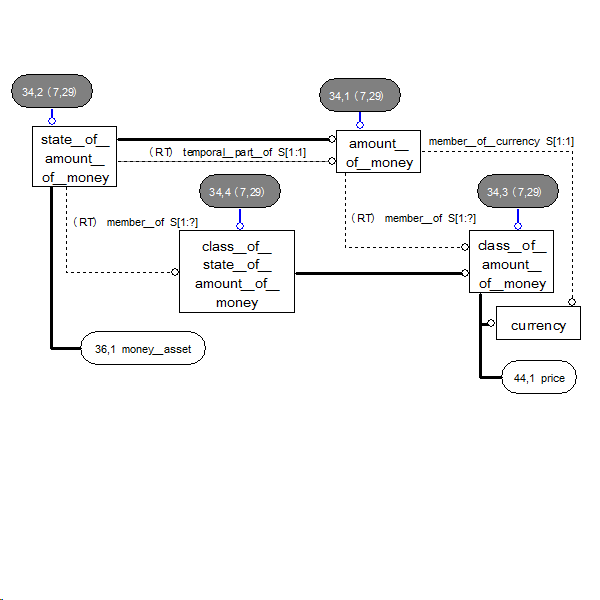 34,2 (7,29)
34,1 (7,29)
state__of__
amount__
of__money
amount__
of__money
(RT) temporal__part__of S[1:1]
member__of__currency S[1:1]
34,4 (7,29)
34,3 (7,29)
(RT) member__of S[1:?]
(RT) member__of S[1:?]
class__of__
state__of__
amount__of__
money
class__of__
amount__
of__money
currency
36,1 money__asset
44,1 price